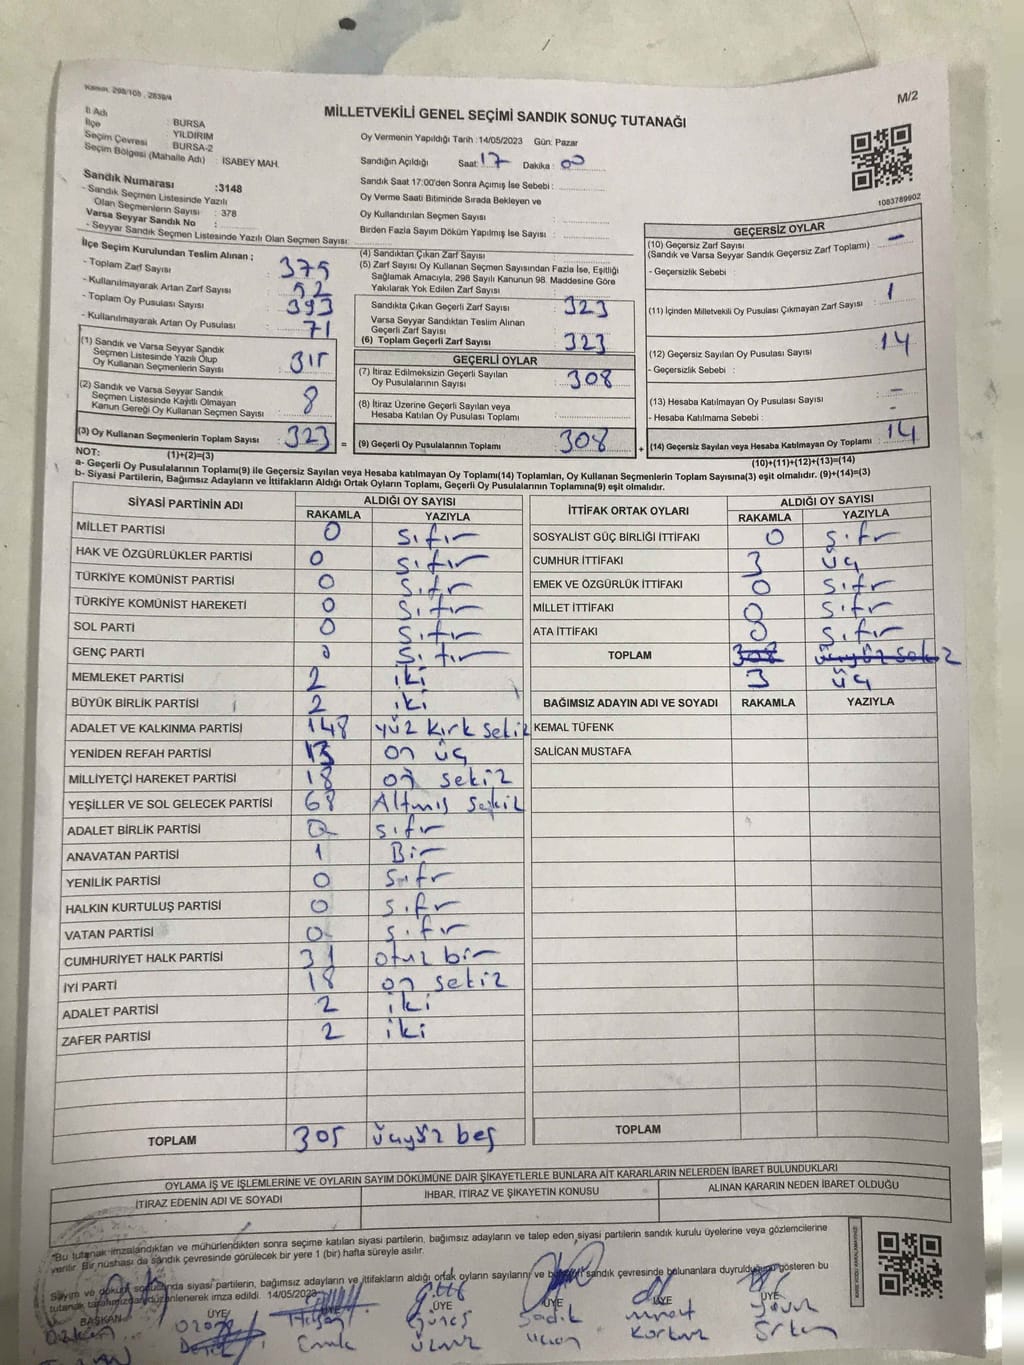 Kanun, 298/105 , 2839/4
M/2
MİLLETVEKİLİ GENEL SEÇİMİ SANDIK SONUÇ TUTANAĞI
İl Adı : BURSA
İlçe : YILDIRIM
Seçim Çevresi : BURSA-2
Seçim Bölgesi (Mahalle Adı) : ISABEY MAH.
Sandık Numarası :3148
- Sandık Seçmen Listesinde Yazılı
Olan Seçmenlerin Sayısı : 378
Varsa Seyyar Sandık No :
- Seyyar Sandık Seçmen Listesinde Yazılı Olan Seçmen Sayısı:
Oy Vermenin Yapıldığı Tarih :14/05/2023 Gün: Pazar
Sandığın Açıldığı Saat: 17 Dakika : 00
Sandık Saat 17:00'den Sonra Açımış İse Sebebi :
Oy Verme Saati Bitiminde Sırada Bekleyen ve
Oy Kullandırılan Seçmen Sayısı :
Birden Fazla Sayım Döküm Yapılmış İse Sayısı :
1083789902
İlçe Seçim Kurulundan Teslim Alınan ;
- Toplam Zarf Sayısı : 375
- Kullanılmayarak Artan Zarf Sayısı : 52
- Toplam Oy Pusulası Sayısı : 393
- Kullanılmayarak Artan Oy Pusulası : 71
(1) Sandık ve Varsa Seyyar Sandık
Seçmen Listesinde Yazılı Olup
Oy Kullanan Seçmenlerin Sayısı : 315
(2) Sandık ve Varsa Seyyar Sandık
Seçmen Listesinde Kayıtlı Olmayan
Kanun Gereği Oy Kullanan Seçmen Sayısı : 8
(3) Oy Kullanan Seçmenlerin Toplam Sayısı : 323 =
(1)+(2)=(3)
(4) Sandıktan Çıkan Zarf Sayısı :
(5) Zarf Sayısı Oy Kullanan Seçmen Sayısından Fazla İse, Eşitliği
Sağlamak Amacıyla, 298 Sayılı Kanunun 98. Maddesine Göre
Yakılarak Yok Edilen Zarf Sayısı :
Sandıkta Çıkan Geçerli Zarf Sayısı : 323
Varsa Seyyar Sandıktan Teslim Alınan
Geçerli Zarf Sayısı :
(6) Toplam Geçerli Zarf Sayısı : 323
GEÇERLİ OYLAR
(7) İtiraz Edilmeksizin Geçerli Sayılan
Oy Pusulalarının Sayısı : 308
(8) İtiraz Üzerine Geçerli Sayılan veya
Hesaba Katılan Oy Pusulası Toplamı :
(9) Geçerli Oy Pusulalarının Toplamı : 308 +
GEÇERSİZ OYLAR
(10) Geçersiz Zarf Sayısı : -
(Sandık ve Varsa Seyyar Sandık Geçersiz Zarf Toplamı)
- Geçersizlik Sebebi :
(11) İçinden Milletvekili Oy Pusulası Çıkmayan Zarf Sayısı : 1
(12) Geçersiz Sayılan Oy Pusulası Sayısı : 14
- Geçersizlik Sebebi :
(13) Hesaba Katılmayan Oy Pusulası Sayısı : -
- Hesaba Katılmama Sebebi : -
(14) Geçersiz Sayılan veya Hesaba Katılmayan Oy Toplamı : 14
(10)+(11)+(12)+(13)=(14)
NOT:
a- Geçerli Oy Pusulalarının Toplamı(9) ile Geçersiz Sayılan veya Hesaba katılmayan Oy Toplamı(14) Toplamları, Oy Kullanan Seçmenlerin Toplam Sayısına(3) eşit olmalıdır. (9)+(14)=(3)
b- Siyasi Partilerin, Bağımsız Adayların ve İttifakların Aldığı Ortak Oyların Toplamı, Geçerli Oy Pusulalarının Toplamına(9) eşit olmalıdır.
SİYASİ PARTİNİN ADI ALDIĞI OY SAYISI
RAKAMLA YAZIYLA
MİLLET PARTİSİ 0 Sıfır
HAK VE ÖZGÜRLÜKLER PARTİSİ 0 Sıfır
TÜRKİYE KOMÜNİST PARTİSİ 0 Sıfır
TÜRKİYE KOMÜNİST HAREKETİ 0 Sıfır
SOL PARTİ 0 Sıfır
GENÇ PARTİ 0 Sıfır
MEMLEKET PARTİSİ 2 iki
BÜYÜK BİRLİK PARTİSİ 2 iki
ADALET VE KALKINMA PARTİSİ 148 yüz kırk sekiz
YENİDEN REFAH PARTİSİ 13 on üç
MİLLİYETÇİ HAREKET PARTİSİ 18 on sekiz
YEŞİLLER VE SOL GELECEK PARTİSİ 68 Altmış sekiz
ADALET BİRLİK PARTİSİ 0 sıfır
ANAVATAN PARTİSİ 1 Bir
YENİLİK PARTİSİ 0 Sıfır
HALKIN KURTULUŞ PARTİSİ 0 Sıfır
VATAN PARTİSİ 0 Sıfır
CUMHURİYET HALK PARTİSİ 31 otuz bir
İYİ PARTİ 18 on sekiz
ADALET PARTİSİ 2 iki
ZAFER PARTİSİ 2 iki
TOPLAM 305 üçyüz beş
İTTİFAK ORTAK OYLARI ALDIĞI OY SAYISI
RAKAMLA YAZIYLA
SOSYALİST GÜÇ BİRLİĞİ İTTİFAKI 0 Sıfır
CUMHUR İTTİFAKI 3 üç
EMEK VE ÖZGÜRLÜK İTTİFAKI 0 Sıfır
MİLLET İTTİFAKI 0 Sıfır
ATA İTTİFAKI 0 Sıfır
TOPLAM 308 üçyüz sekiz
3 üç
BAĞIMSIZ ADAYIN ADI VE SOYADI RAKAMLA YAZIYLA
KEMAL TÜFENK
SALİCAN MUSTAFA
TOPLAM
OYLAMA İŞ VE İŞLEMLERİNE VE OYLARIN SAYIM DÖKÜMÜNE DAİR ŞİKAYETLERLE BUNLARA AİT KARARLARIN NELERDEN İBARET BULUNDUKLARI
İTİRAZ EDENİN ADI VE SOYADI İHBAR, İTİRAZ VE ŞİKAYETİN KONUSU ALINAN KARARIN NEDEN İBARET OLDUĞU
"Bu tutanak imzalandıktan ve mühürlendikten sonra seçime katılan siyasi partilerin, bağımsız adayların ve talep eden siyasi partilerin sandık kurulu üyelerine veya gözlemcilerine
verilir. Bir nüshası da sandık çevresinde görülecek bir yere 1 (bir) hafta süreyle asılır.
Sayım ve döküm sonunda siyasi partilerin, bağımsız adayların ve ittifakların aldığı ortak oyların sayılarını ve sandık çevresinde bulunanlara duyrulduğunu gösteren bu
tutanak tarafımızdan düzenlenerek imza edildi. 14/05/2023
BAŞKAN ÜYE ÜYE ÜYE ÜYE ÜYE
Emık Güneş Sadık Murat Yavuz
Korkmaz